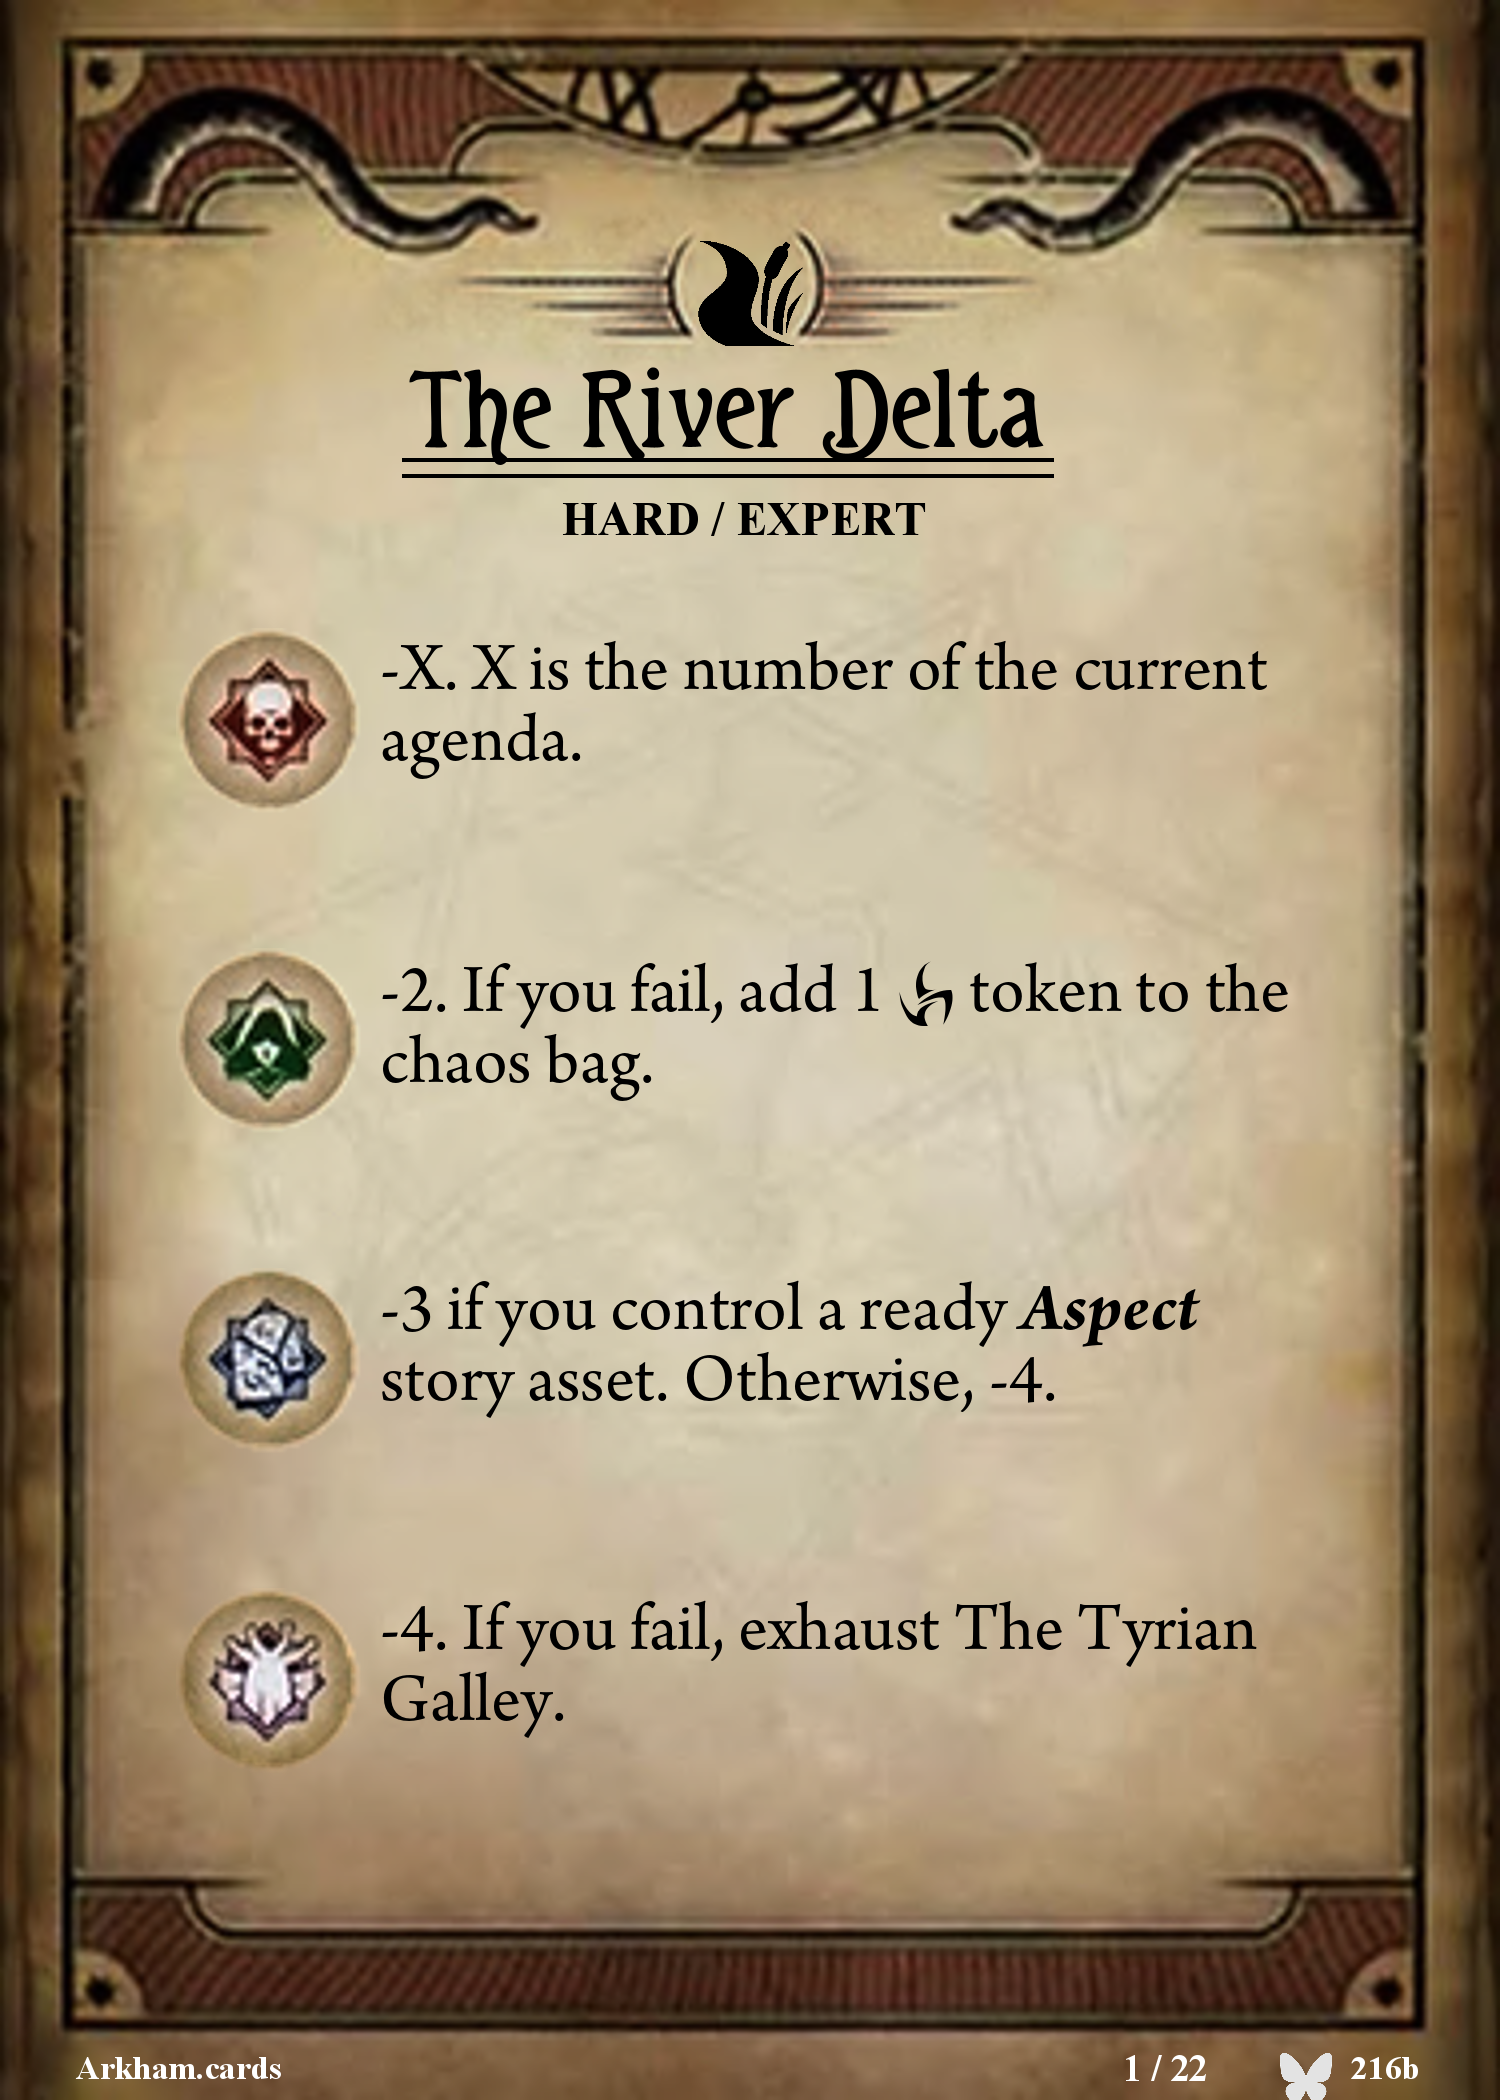 The River Delta
HARD / EXPERT
-X. X is the number of the current
agenda.
-2. If you fail, add 1 token to the
chaos bag.
-3 if you control a ready Aspect
story asset. Otherwise, -4.
-4. If you fail, exhaust The Tyrian
Galley.
Arkham.cards 1 / 22 216b